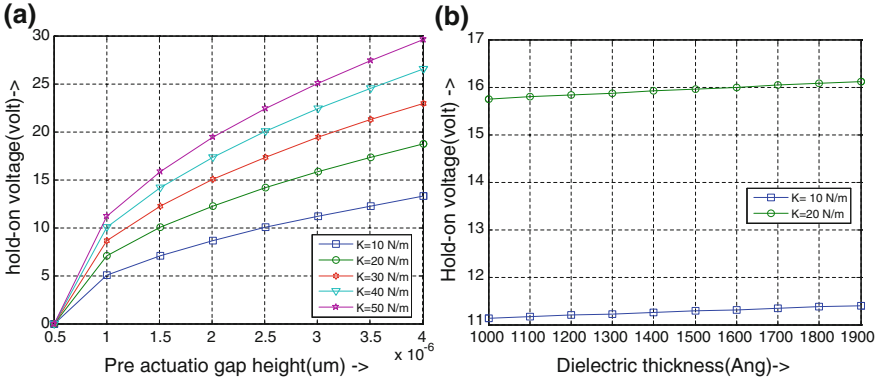 (a)
hold-on voltage(volt)->
30
25
20
15
10
5
0
0.5 1 1.5 2 2.5 3 3.5 4
x 10^-6
Pre actuatio gap height(um) ->
K=10 N/m
K=20 N/m
K=30 N/m
K=40 N/m
K=50 N/m
(b)
Hold-on voltage(volt) ->
17
16
15
14
13
12
11
1000 1100 1200 1300 1400 1500 1600 1700 1800 1900
Dielectric thickness(Ang)->
K= 10 N/m
K=20 N/m